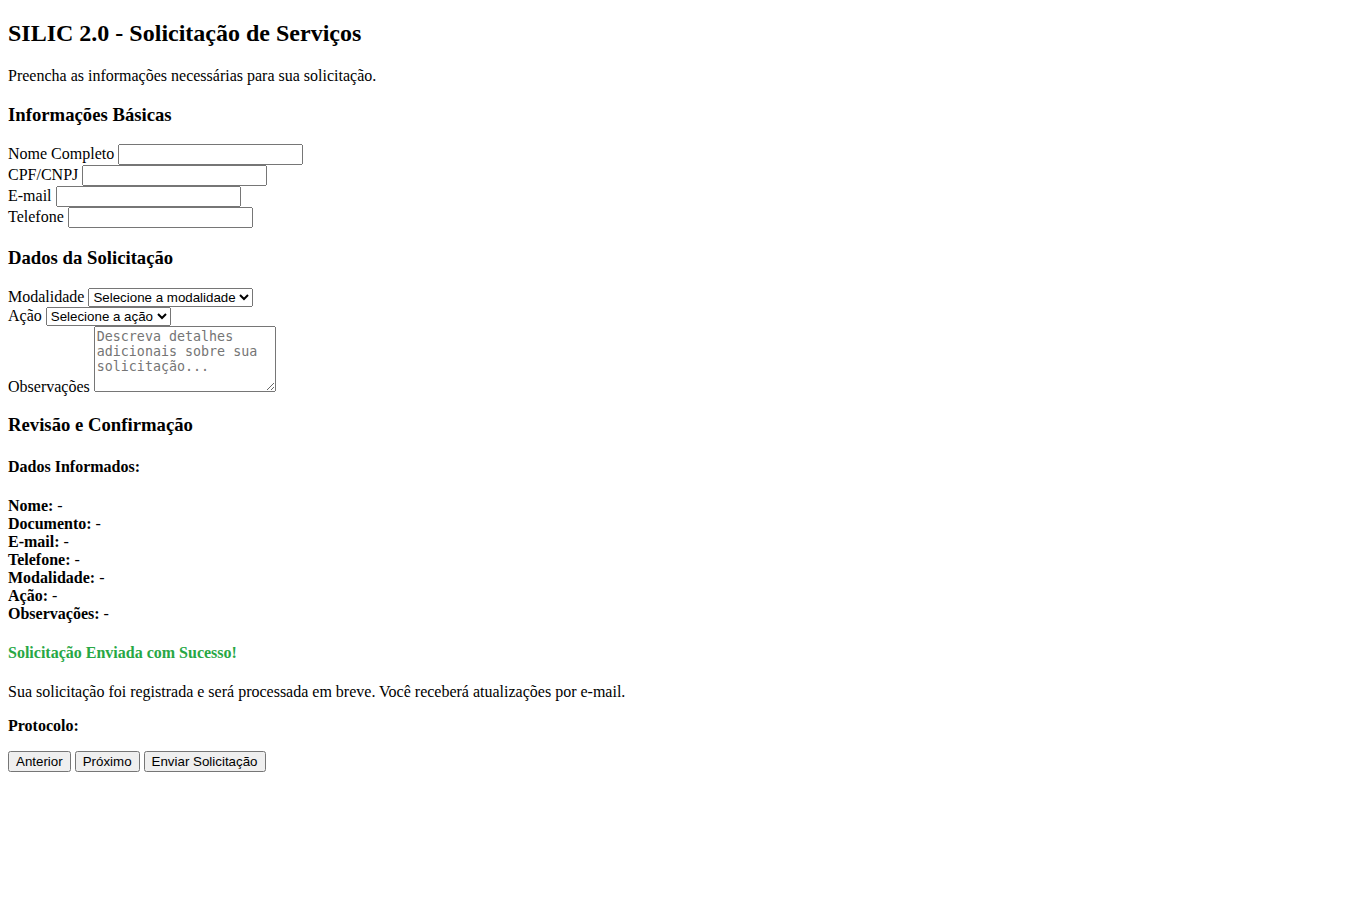 SILIC 2.0 - Solicitação de Serviços
Preencha as informações necessárias para sua solicitação.
Informações Básicas
Nome Completo
CPF/CNPJ
E-mail
Telefone
Dados da Solicitação
Modalidade Selecione a modalidade
Ação Selecione a ação
Descreva detalhes
adicionais sobre sua
solicitação...
Observações
Revisão e Confirmação
Dados Informados:
Nome: -
Documento: -
E-mail: -
Telefone: -
Modalidade: -
Ação: -
Observações: -
Solicitação Enviada com Sucesso!
Sua solicitação foi registrada e será processada em breve. Você receberá atualizações por e-mail.
Protocolo:
Anterior Próximo Enviar Solicitação